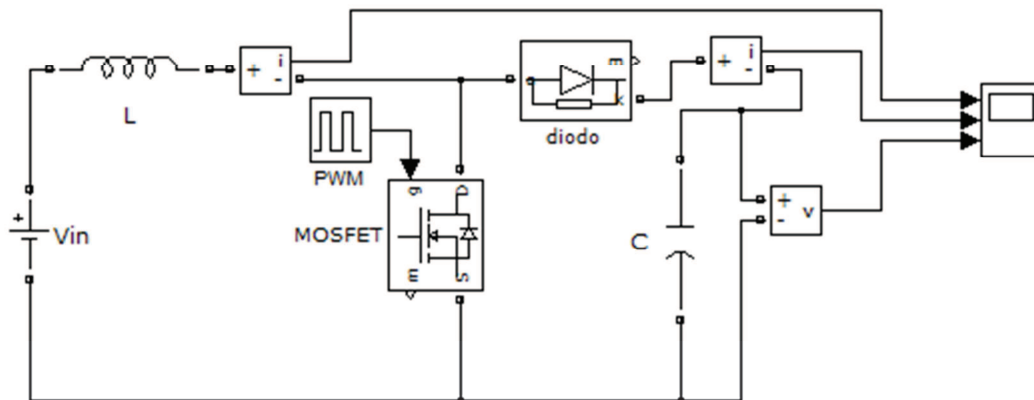 + i
-
L
m
a
k
diodo
+ i
-
PWM
g
D
MOSFET
m
S
+
Vin
C
+
-
v